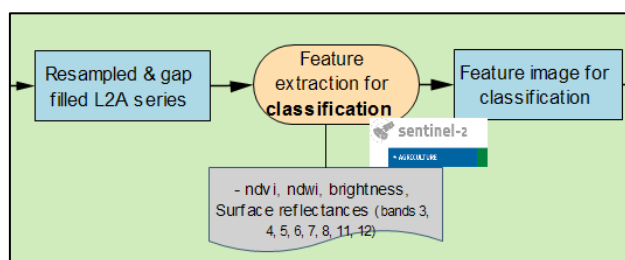 Resampled & gap
filled L2A series
Feature
extraction for
classification
Feature image for
classification
sentinel-2
+ AGRICULTURE
- ndvi, ndwi, brightness,
Surface reflectances (bands 3,
4, 5, 6, 7, 8, 11, 12)